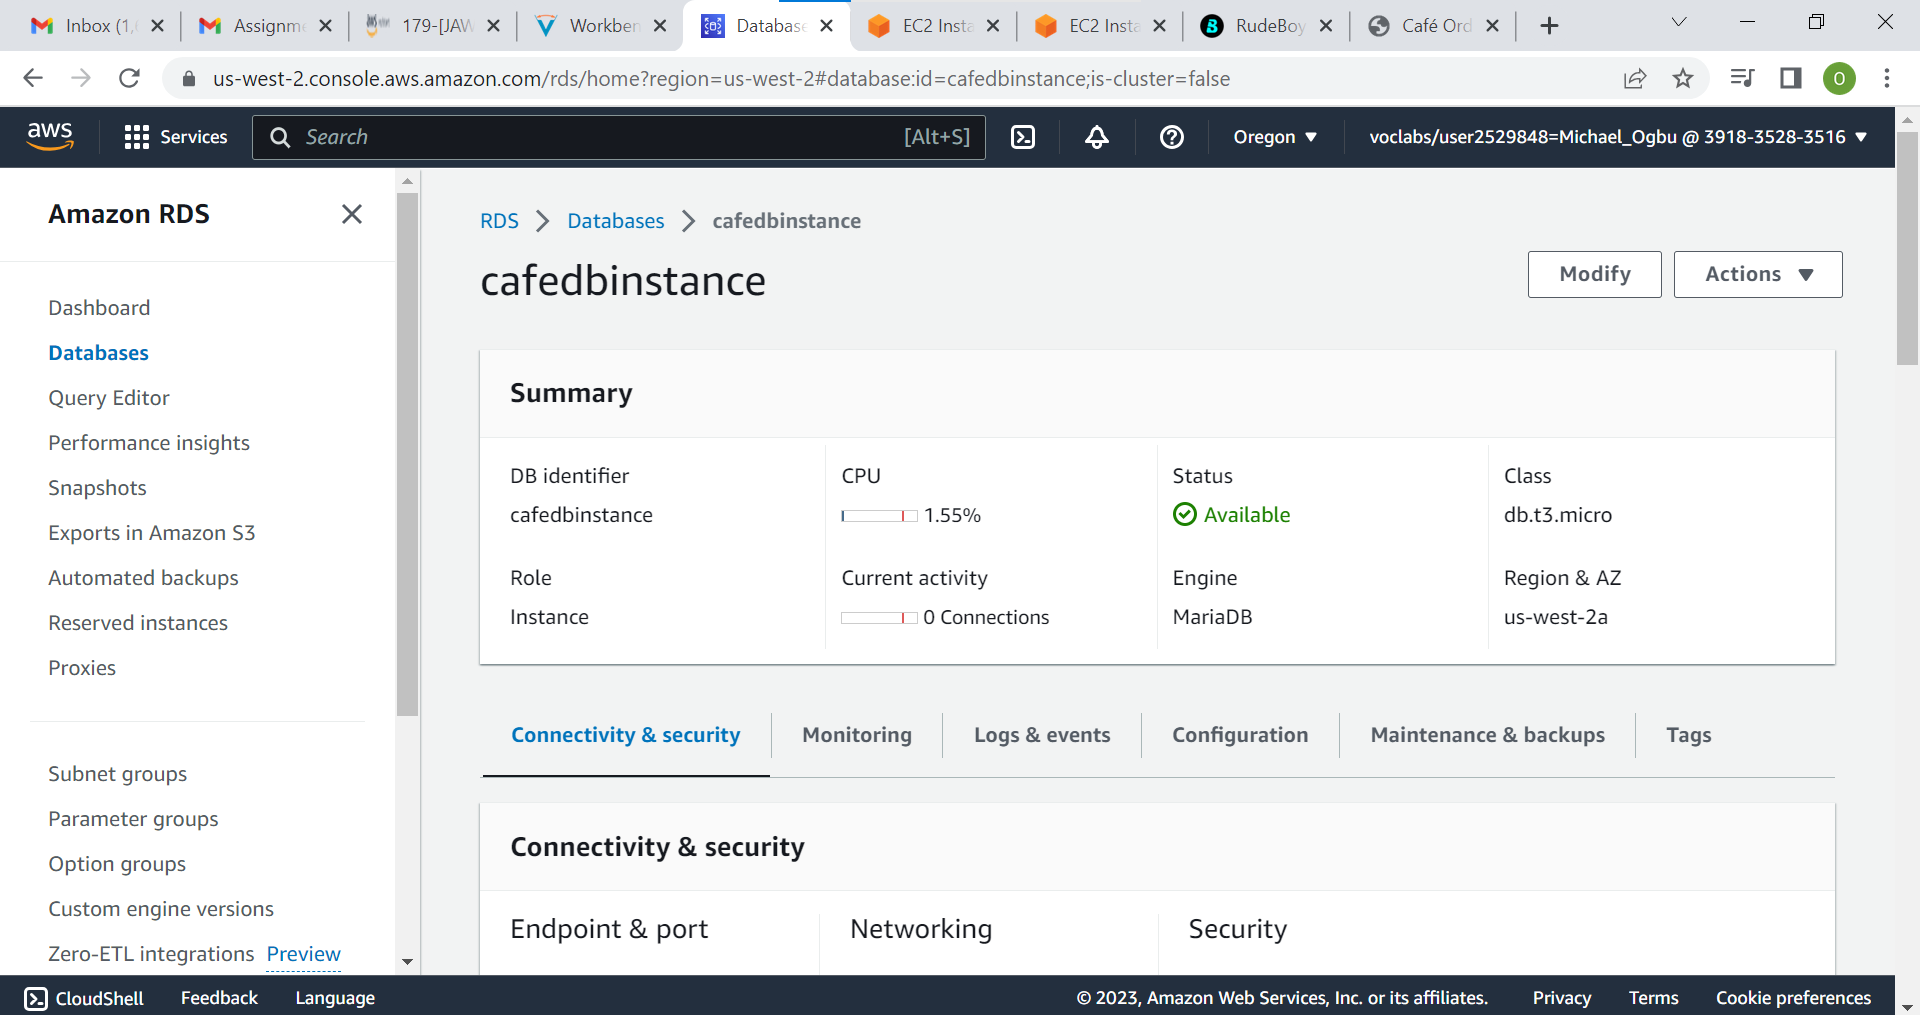 Inbox (1,
Assignme
179-[JAW
Workben
Database
EC2 Insta
EC2 Insta
RudeBoy
Café Ord
us-west-2.console.aws.amazon.com/rds/home?region=us-west-2#database:id=cafedbinstance;is-cluster=false
O
aws
Services
Search
[Alt+S]
Oregon
voclabs/user2529848=Michael_Ogbu @ 3918-3528-3516
Amazon RDS
Dashboard
Databases
Query Editor
Performance insights
Snapshots
Exports in Amazon S3
Automated backups
Reserved instances
Proxies
Subnet groups
Parameter groups
Option groups
Custom engine versions
Zero-ETL integrations Preview
RDS > Databases > cafedbinstance
cafedbinstance
Modify
Actions
Summary
DB identifier
cafedbinstance
CPU
1.55%
Status
Available
Class
db.t3.micro
Role
Instance
Current activity
0 Connections
Engine
MariaDB
Region & AZ
us-west-2a
Connectivity & security
Monitoring
Logs & events
Configuration
Maintenance & backups
Tags
Connectivity & security
Endpoint & port
Networking
Security
CloudShell
Feedback
Language
© 2023, Amazon Web Services, Inc. or its affiliates.
Privacy
Terms
Cookie preferences